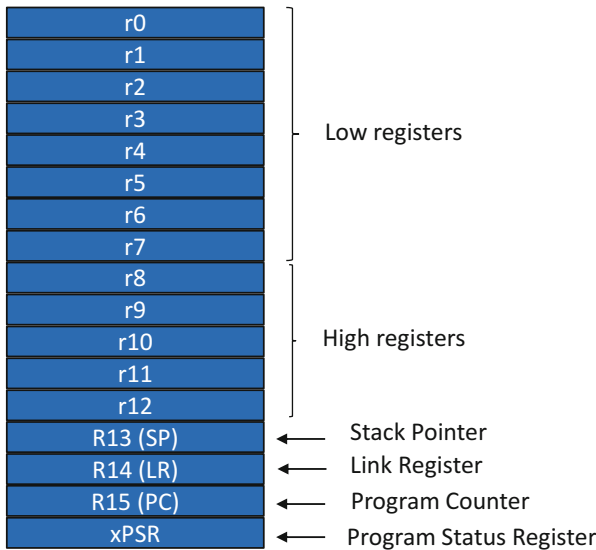 r0
r1
r2
r3
r4
r5
r6
r7
Low registers
r8
r9
r10
r11
r12
High registers
R13 (SP)
Stack Pointer
R14 (LR)
Link Register
R15 (PC)
Program Counter
xPSR
Program Status Register